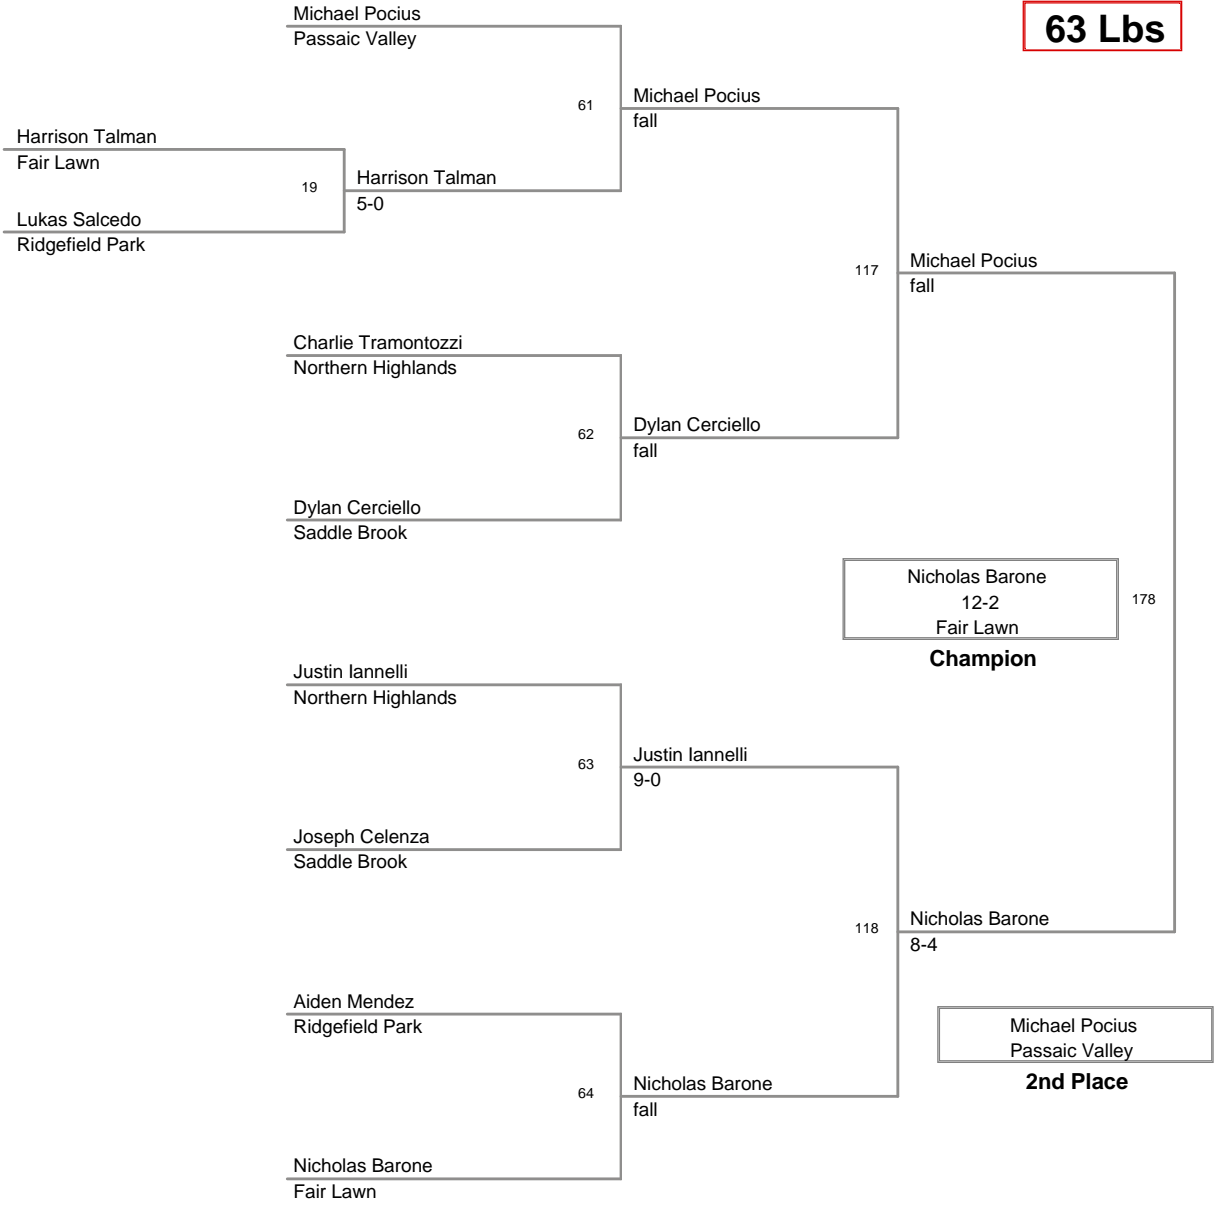 Michael Pocius
Passaic Valley
63 Lbs
61
Michael Pocius
fall
Harrison Talman
Fair Lawn
19
Harrison Talman
5-0
Lukas Salcedo
Ridgefield Park
117
Michael Pocius
fall
Charlie Tramontozzi
Northern Highlands
62
Dylan Cerciello
fall
Dylan Cerciello
Saddle Brook
Nicholas Barone
12-2
Fair Lawn
Champion
178
Justin Iannelli
Northern Highlands
63
Justin Iannelli
9-0
Joseph Celenza
Saddle Brook
118
Nicholas Barone
8-4
Aiden Mendez
Ridgefield Park
Michael Pocius
Passaic Valley
2nd Place
64
Nicholas Barone
fall
Nicholas Barone
Fair Lawn